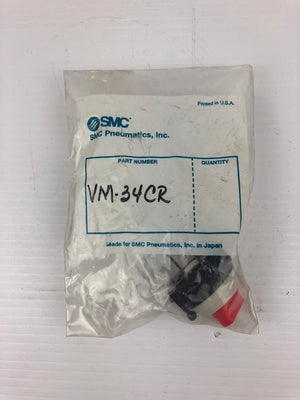 Printed in U.S.A.
SMC
SMC Pneumatics, Inc.
PART NUMBER QUANTITY
VM-34CR
Made for SMC Pneumatics, Inc. in Japan